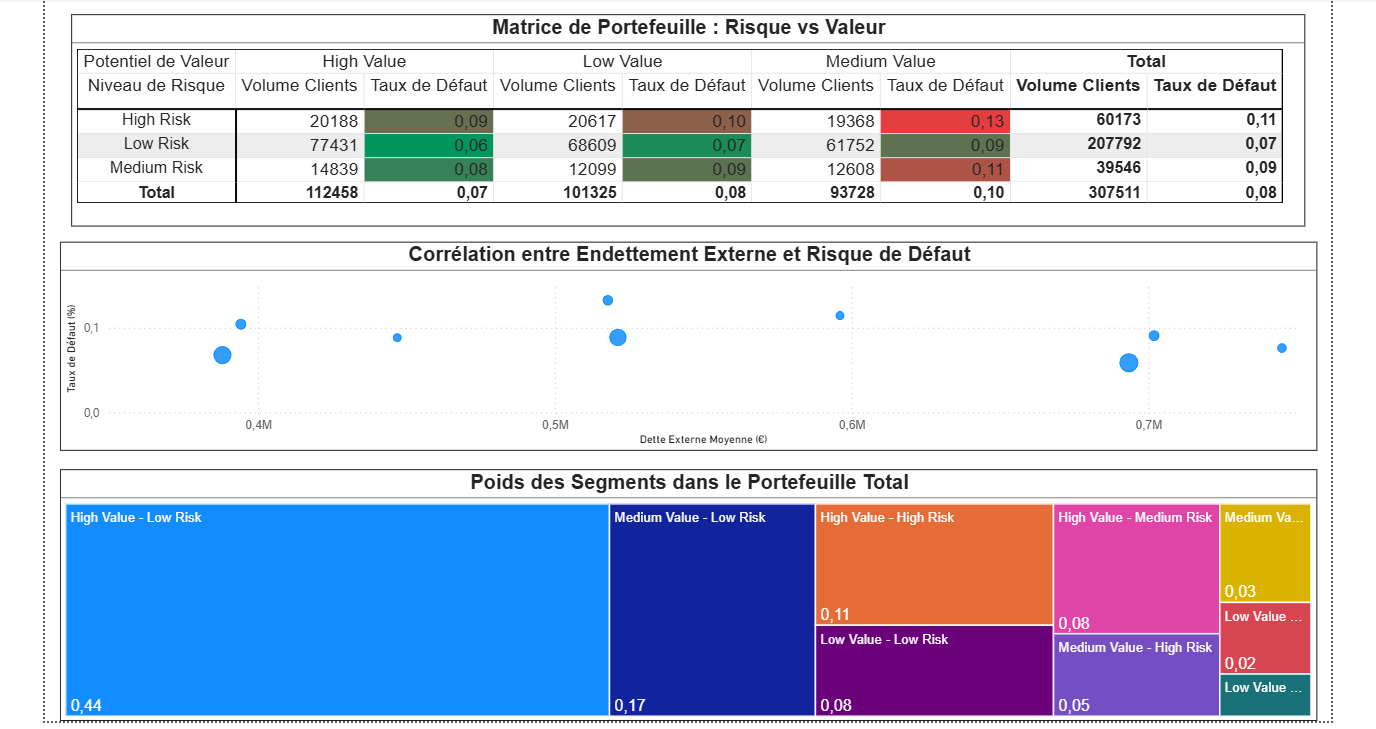 Matrice de Portefeuille : Risque vs Valeur
Potentiel de Valeur High Value Low Value Medium Value Total
Niveau de Risque Volume Clients Taux de Défaut Volume Clients Taux de Défaut Volume Clients Taux de Défaut Volume Clients Taux de Défaut
High Risk 20188 0,09 20617 0,10 19368 0,13 60173 0,11
Low Risk 77431 0,06 68609 0,07 61752 0,09 207792 0,07
Medium Risk 14839 0,08 12099 0,09 12608 0,11 39546 0,09
Total 112458 0,07 101325 0,08 93728 0,10 307511 0,08
Corrélation entre Endettement Externe et Risque de Défaut
Taux de Défaut (%)
0,1
0,0
0,4M 0,5M 0,6M 0,7M
Dette Externe Moyenne (€)
Poids des Segments dans le Portefeuille Total
High Value - Low Risk
0,44
Medium Value - Low Risk
0,17
High Value - High Risk
0,11
Low Value - Low Risk
0,08
High Value - Medium Risk
0,08
Medium Value - High Risk
0,05
Medium Va...
0,03
Low Value ...
0,02
Low Value ...